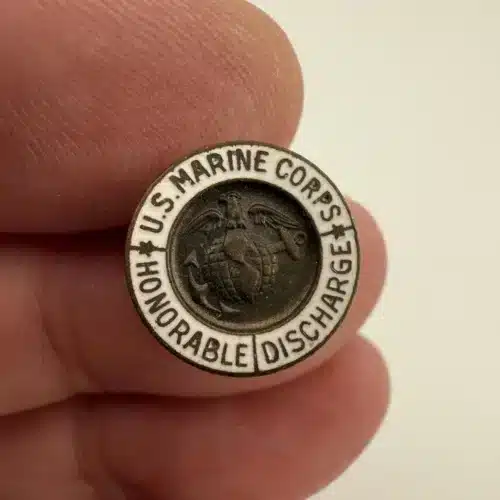 U.S. MARINE CORPS
HONORABLE DISCHARGE